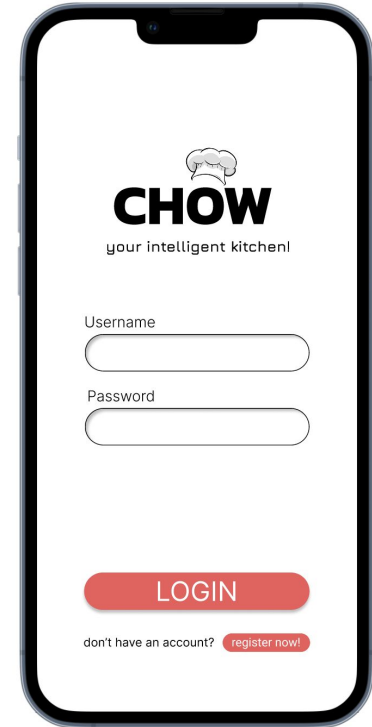 CHOW
your intelligent kitchen!
Username
Password
LOGIN
don't have an account? register now!